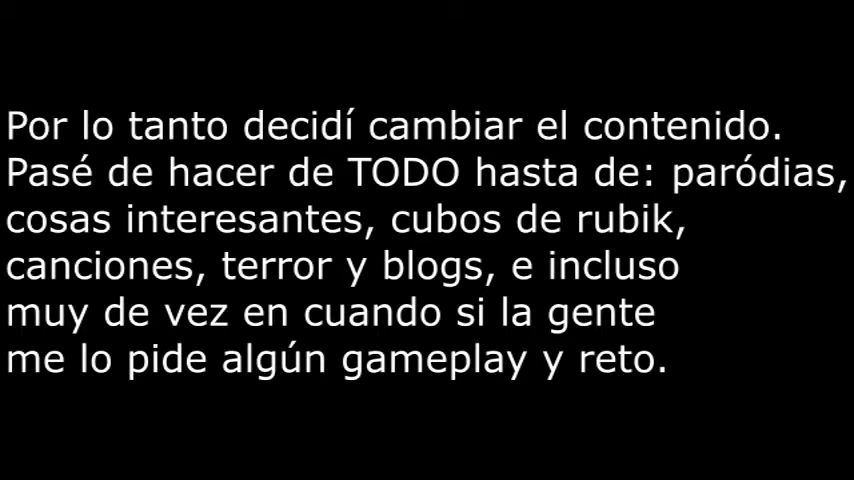 Por lo tanto decidí cambiar el contenido.
Pasé de hacer de TODO hasta de: paródias,
cosas interesantes, cubos de rubik,
canciones, terror y blogs, e incluso
muy de vez en cuando si la gente
me lo pide algún gameplay y reto.